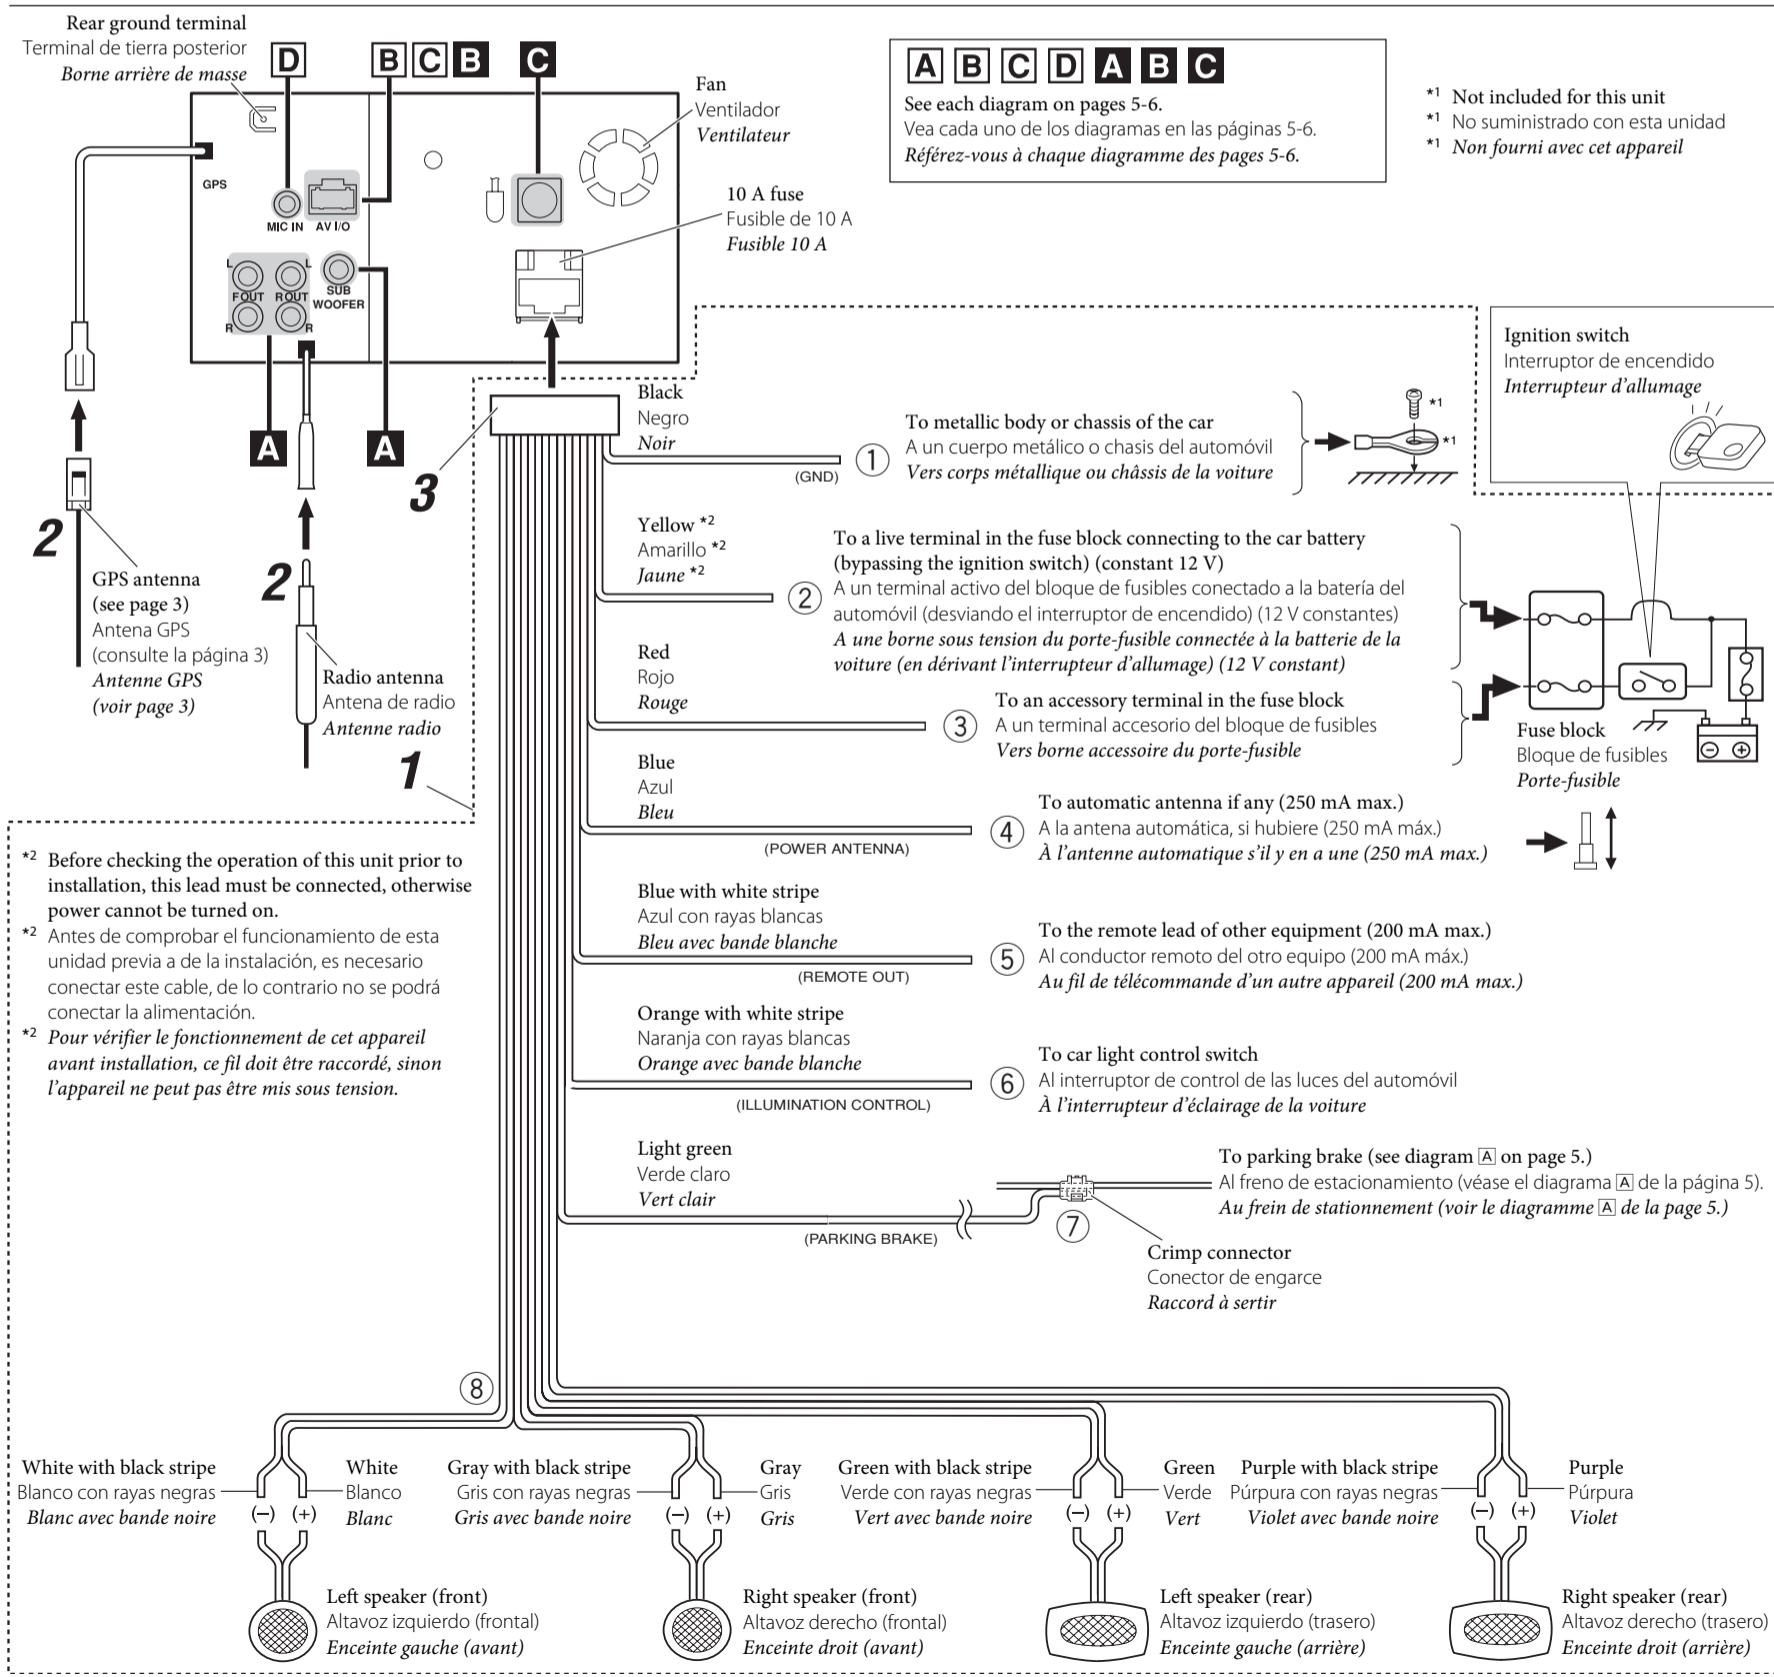 Rear ground terminal
Terminal de tierra posterior
Borne arrière de masse
D
B C B
C
Fan
Ventilador
Ventilateur
A B C D A B C
See each diagram on pages 5-6.
Vea cada uno de los diagramas en las páginas 5-6.
Référez-vous à chaque diagramme des pages 5-6.
*1 Not included for this unit
*1 No suministrado con esta unidad
*1 Non fourni avec cet appareil
GPS
MIC IN
AV I/O
10 A fuse
Fusible de 10 A
Fusible 10 A
L
L
FOUT
ROUT
R
R
SUB
WOOFER
A
A
3
2
GPS antenna
(see page 3)
Antena GPS
(consulte la página 3)
Antenne GPS
(voir page 3)
2
Radio antenna
Antena de radio
Antenne radio
1
Ignition switch
Interruptor de encendido
Interrupteur d'allumage
Black
Negro
Noir
(GND)
①
To metallic body or chassis of the car
A un cuerpo metálico o chasis del automóvil
Vers corps métallique ou châssis de la voiture
*1
*1
Yellow *2
Amarillo *2
Jaune *2
②
To a live terminal in the fuse block connecting to the car battery
(bypassing the ignition switch) (constant 12 V)
A un terminal activo del bloque de fusibles conectado a la batería del
automóvil (desviando el interruptor de encendido) (12 V constantes)
A une borne sous tension du porte-fusible connectée à la batterie de la
voiture (en dérivant l'interrupteur d'allumage) (12 V constant)
Red
Rojo
Rouge
③
To an accessory terminal in the fuse block
A un terminal accesorio del bloque de fusibles
Vers borne accessoire du porte-fusible
Fuse block
Bloque de fusibles
Porte-fusible
Blue
Azul
Bleu
(POWER ANTENNA)
④
To automatic antenna if any (250 mA max.)
A la antena automática, si hubiere (250 mA máx.)
À l'antenne automatique s'il y en a une (250 mA max.)
*2 Before checking the operation of this unit prior to
installation, this lead must be connected, otherwise
power cannot be turned on.
*2 Antes de comprobar el funcionamiento de esta
unidad previa a de la instalación, es necesario
conectar este cable, de lo contrario no se podrá
conectar la alimentación.
*2 Pour vérifier le fonctionnement de cet appareil
avant installation, ce fil doit être raccordé, sinon
l'appareil ne peut pas être mis sous tension.
Blue with white stripe
Azul con rayas blancas
Bleu avec bande blanche
(REMOTE OUT)
⑤
To the remote lead of other equipment (200 mA max.)
Al conductor remoto del otro equipo (200 mA máx.)
Au fil de télécommande d'un autre appareil (200 mA max.)
Orange with white stripe
Naranja con rayas blancas
Orange avec bande blanche
(ILLUMINATION CONTROL)
⑥
To car light control switch
Al interruptor de control de las luces del automóvil
À l'interrupteur d'éclairage de la voiture
Light green
Verde claro
Vert clair
(PARKING BRAKE)
⑦
To parking brake (see diagram A on page 5.)
Al freno de estacionamiento (véase el diagrama A de la página 5).
Au frein de stationnement (voir le diagramme A de la page 5.)
Crimp connector
Conector de engarce
Raccord à sertir
⑧
White with black stripe
Blanco con rayas negras
Blanc avec bande noire
(−) (+)
White
Blanco
Blanc
Gray with black stripe
Gris con rayas negras
Gris avec bande noire
(−) (+)
Gray
Gris
Gris
Green with black stripe
Verde con rayas negras
Vert avec bande noire
(−) (+)
Green
Verde
Vert
Purple with black stripe
Púrpura con rayas negras
Violet avec bande noire
(−) (+)
Purple
Púrpura
Violet
Left speaker (front)
Altavoz izquierdo (frontal)
Enceinte gauche (avant)
Right speaker (front)
Altavoz derecho (frontal)
Enceinte droit (avant)
Left speaker (rear)
Altavoz izquierdo (trasero)
Enceinte gauche (arrière)
Right speaker (rear)
Altavoz derecho (trasero)
Enceinte droit (arrière)